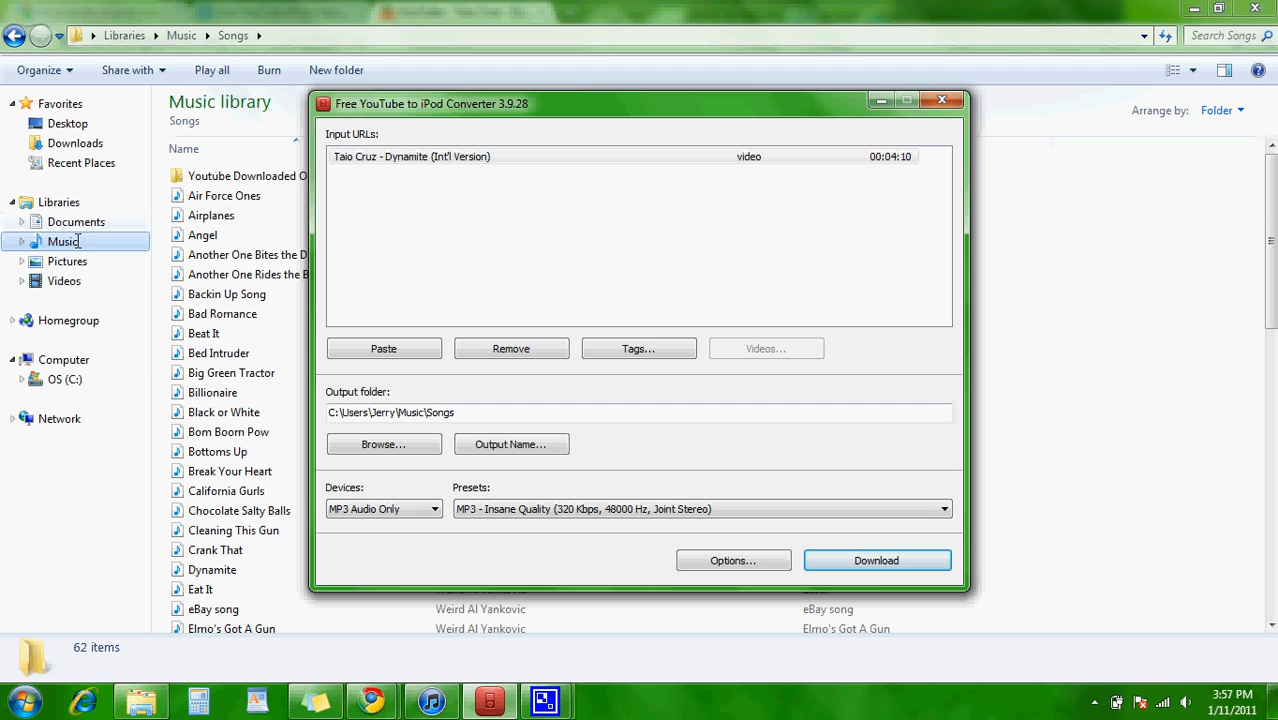 Libraries
Music
Songs
Search Songs
Organize
Share with
Play all
Burn
New folder
Favorites
Desktop
Downloads
Recent Places
Libraries
Documents
Music
Pictures
Videos
Homegroup
Computer
OS (C:)
Network
Music library
Songs
Arrange by: Folder
Name
Youtube Downloaded O
Air Force Ones
Airplanes
Angel
Another One Bites the D
Another One Rides the B
Backin Up Song
Bad Romance
Beat It
Bed Intruder
Big Green Tractor
Billionaire
Black or White
Bom Boom Pow
Bottoms Up
Break Your Heart
California Gurls
Chocolate Salty Balls
Cleaning This Gun
Crank That
Dynamite
Eat It
eBay song Weird Al Yankovic eBay song
Elmo's Got A Gun Weird Al Yankovic Elmo's Got A Gun
Free YouTube to iPod Converter 3.9.28
Input URLs:
Taio Cruz - Dynamite (Int'l Version) video 00:04:10
Paste
Remove
Tags...
Videos...
Output folder:
C:\Users\Jerry\Music\Songs
Browse...
Output Name...
Devices:
Presets:
MP3 Audio Only
MP3 - Insane Quality (320 Kbps, 48000 Hz, Joint Stereo)
Options...
Download
62 items
3:57 PM
1/11/2011